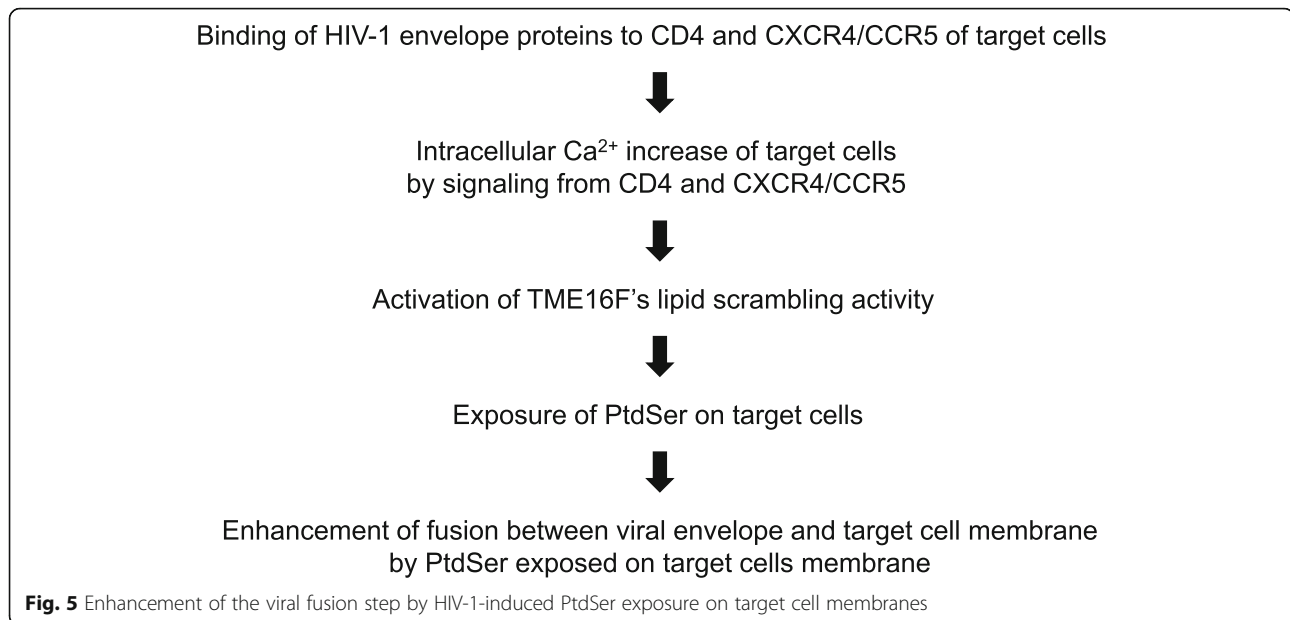 Binding of HIV-1 envelope proteins to CD4 and CXCR4/CCR5 of target cells
Intracellular Ca²⁺ increase of target cells
by signaling from CD4 and CXCR4/CCR5
Activation of TME16F's lipid scrambling activity
Exposure of PtdSer on target cells
Enhancement of fusion between viral envelope and target cell membrane
by PtdSer exposed on target cells membrane
Fig. 5 Enhancement of the viral fusion step by HIV-1-induced PtdSer exposure on target cell membranes